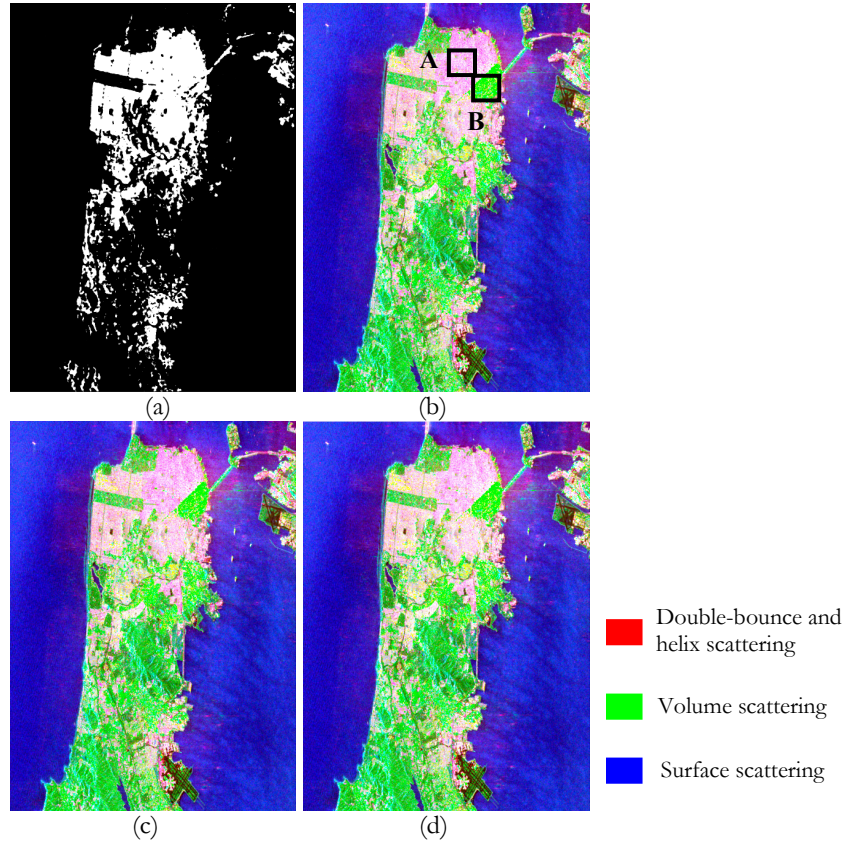 A
B
(a)
(b)
Double-bounce and
helix scattering
Volume scattering
Surface scattering
(c)
(d)